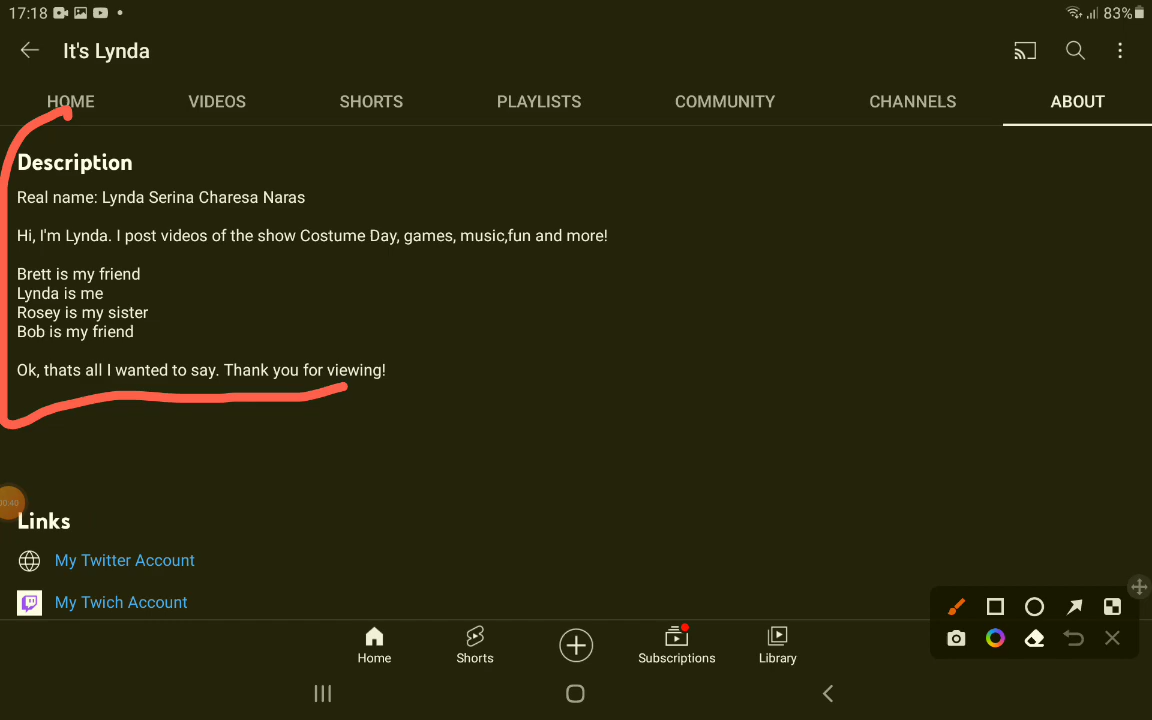 17:18
83%
It's Lynda
HOME VIDEOS SHORTS PLAYLISTS COMMUNITY CHANNELS ABOUT
Description
Real name: Lynda Serina Charesa Naras
Hi, I'm Lynda. I post videos of the show Costume Day, games, music,fun and more!
Brett is my friend
Lynda is me
Rosey is my sister
Bob is my friend
Ok, thats all I wanted to say. Thank you for viewing!
Links
My Twitter Account
My Twich Account
Home Shorts Subscriptions Library